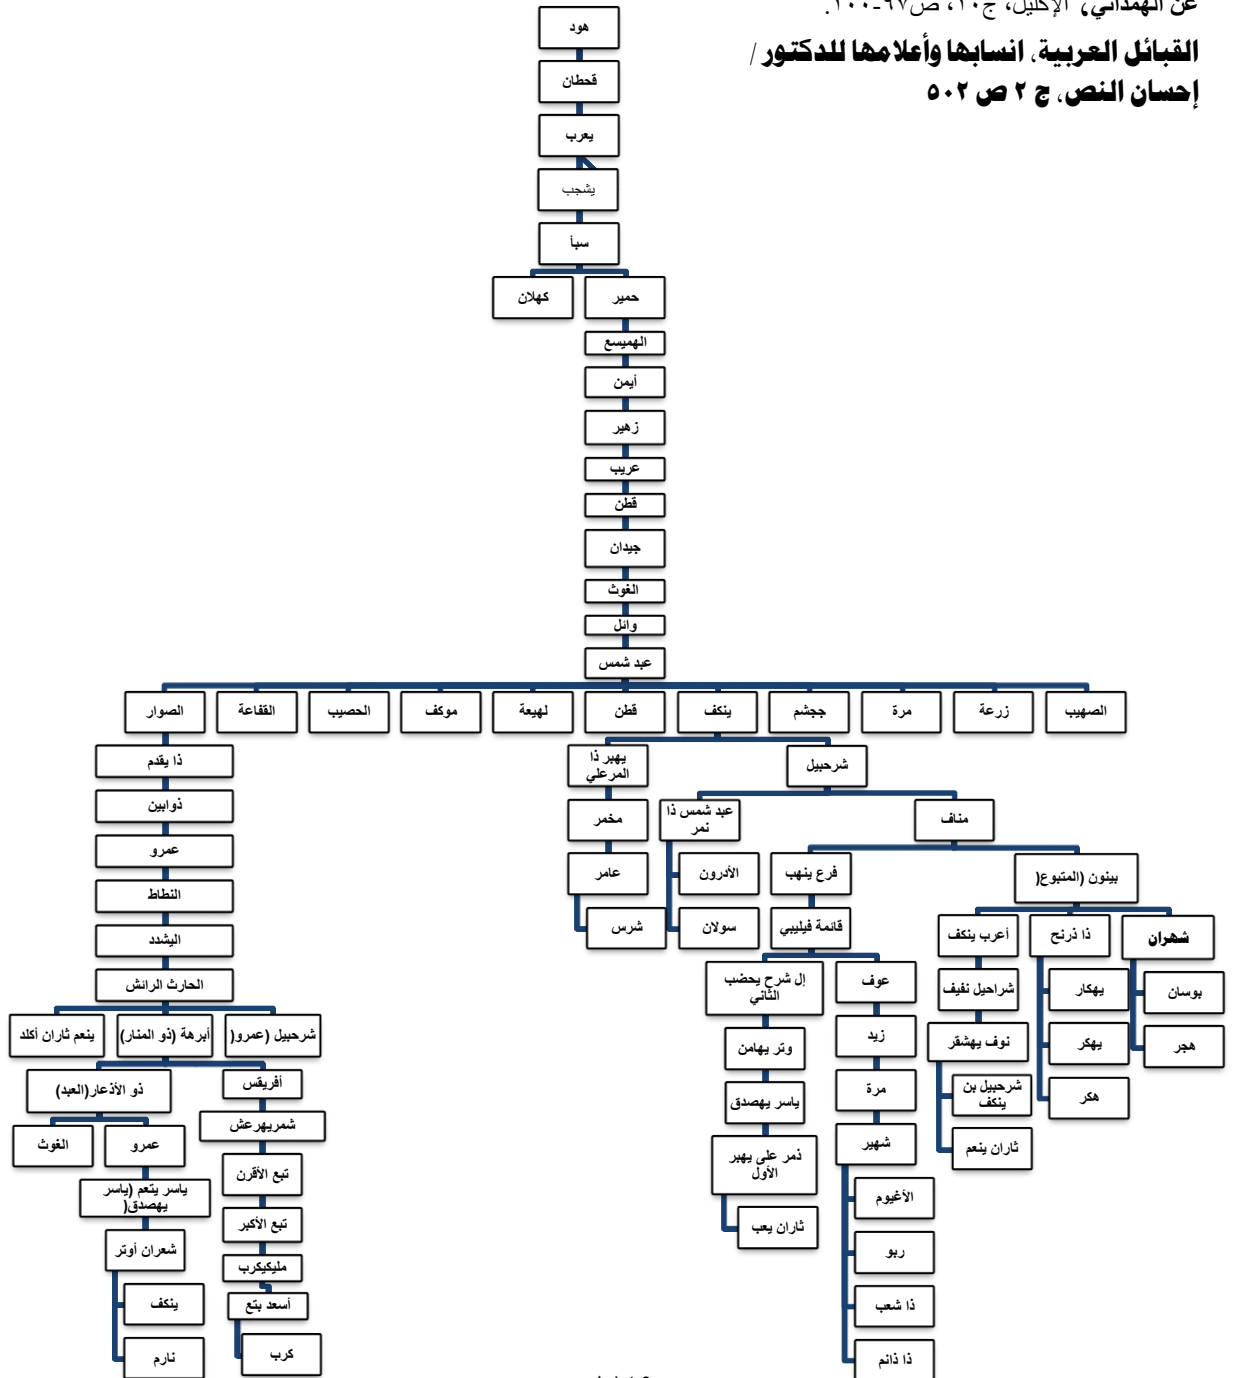 عن الهمداني، الإكليل، ج١٠، ص٩٧-١٠٠.
القبائل العربية، انسابها وأعلامها للدكتور /
إحسان النص، ج ٢ ص ٥٠٢
هود
قحطان
يعرب
يشجب
سبأ
حمير
كهلان
الهميسع
أيمن
زهير
عريب
قطن
جيدان
الغوث
وائل
عبد شمس
الصهيب
زرعة
مرة
ججشم
ينكف
قطن
لهيعة
موكف
الحصيب
القفاعة
الصوار
شرحبيل
يهبر ذا
المرعلي
ذا يقدم
مناف
عبد شمس ذا
نمر
مخمر
ذوابين
بينون (المتبوع(
فرع ينهب
الأدرون
عامر
عمرو
النطاط
شهران
ذا ذرنح
أعرب ينكف
قائمة فيليبي
سولان
شرس
اليشدد
بوسان
يهكار
شراحيل نفيف
عوف
إل شرح يحضب
الثاني
الحارث الرائش
هجر
يهكر
نوف يهشقر
زيد
وتر يهامن
شرحبيل (عمرو(
أبرهة (ذو المنار)
ينعم ثاران أكلد
هكر
شرحبيل بن
ينكف
مرة
ياسر يهصدق
أفريقس
ذو الأذعار(العبد)
ثاران ينعم
شهير
ذمر على يهبر
الأول
شمريهرعش
عمرو
الغوث
الأغيوم
ثاران يعب
تبع الأقرن
ياسر يتعم (ياسر
يهصدق(
ربو
تبع الأكبر
شعران أوتر
ذا شعب
مليكيكرب
ينكف
ذا ذانم
أسعد بتع
نارم
كرب